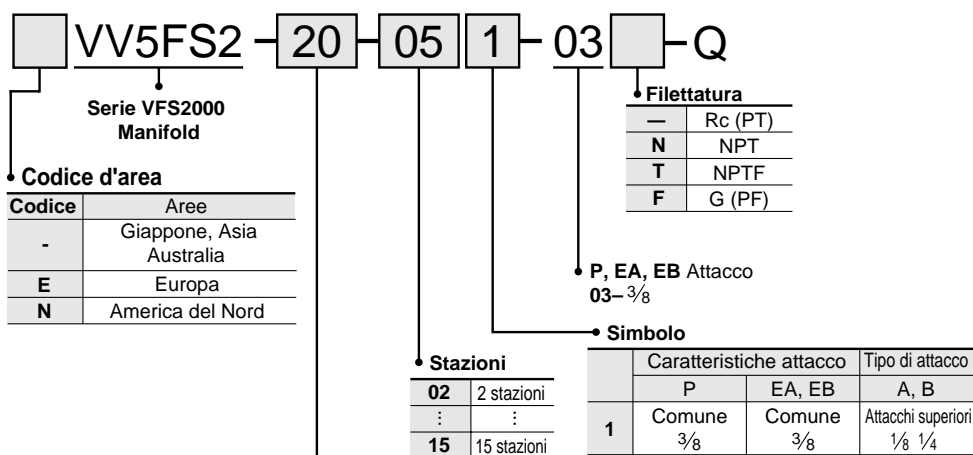 VV5FS2 – 20 – 05 1 – 03 – Q
Serie VFS2000
Manifold
Codice d'area
Codice Aree
- Giappone, Asia
Australia
E Europa
N America del Nord
Filettatura
— Rc (PT)
N NPT
T NPTF
F G (PF)
P, EA, EB Attacco
03– 3⁄8
Simbolo
Caratteristiche attacco Tipo di attacco
P EA, EB A, B
1 Comune Comune Attacchi superiori
3⁄8 3⁄8 1⁄8 1⁄4
Stazioni
02 2 stazioni
⋮ ⋮
15 15 stazioni